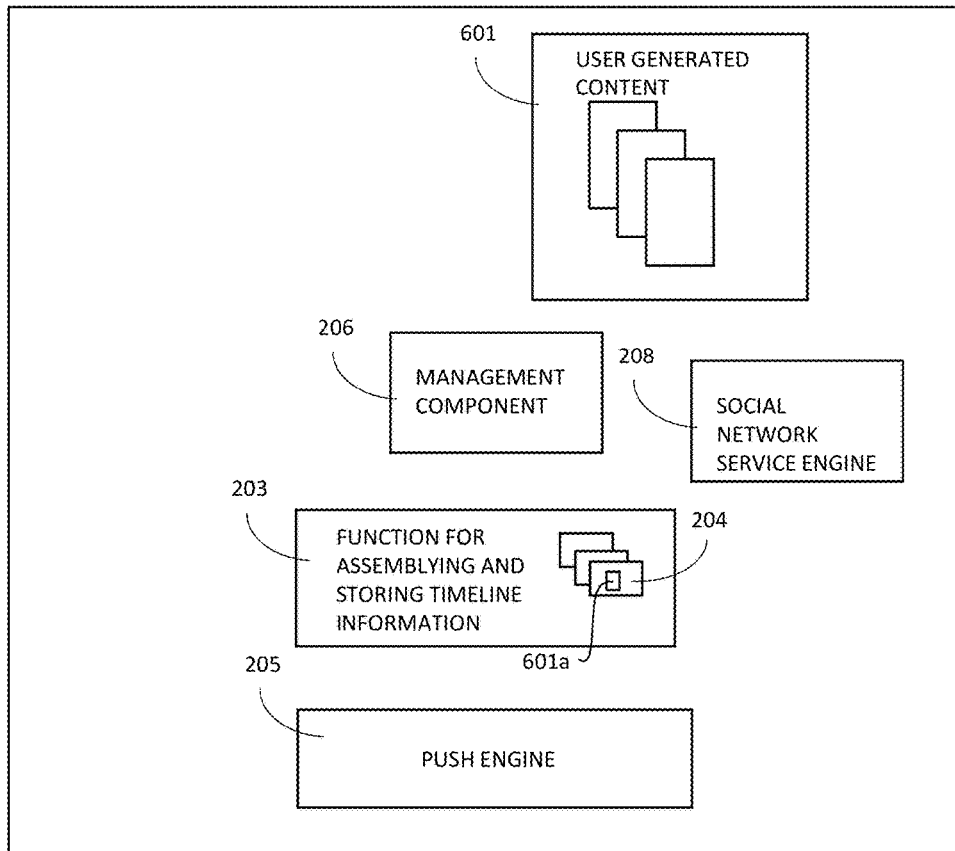 601
USER GENERATED
CONTENT
206
MANAGEMENT
COMPONENT
208
SOCIAL
NETWORK
SERVICE ENGINE
203
FUNCTION FOR
ASSEMBLYING AND
STORING TIMELINE
INFORMATION
204
601a
205
PUSH ENGINE